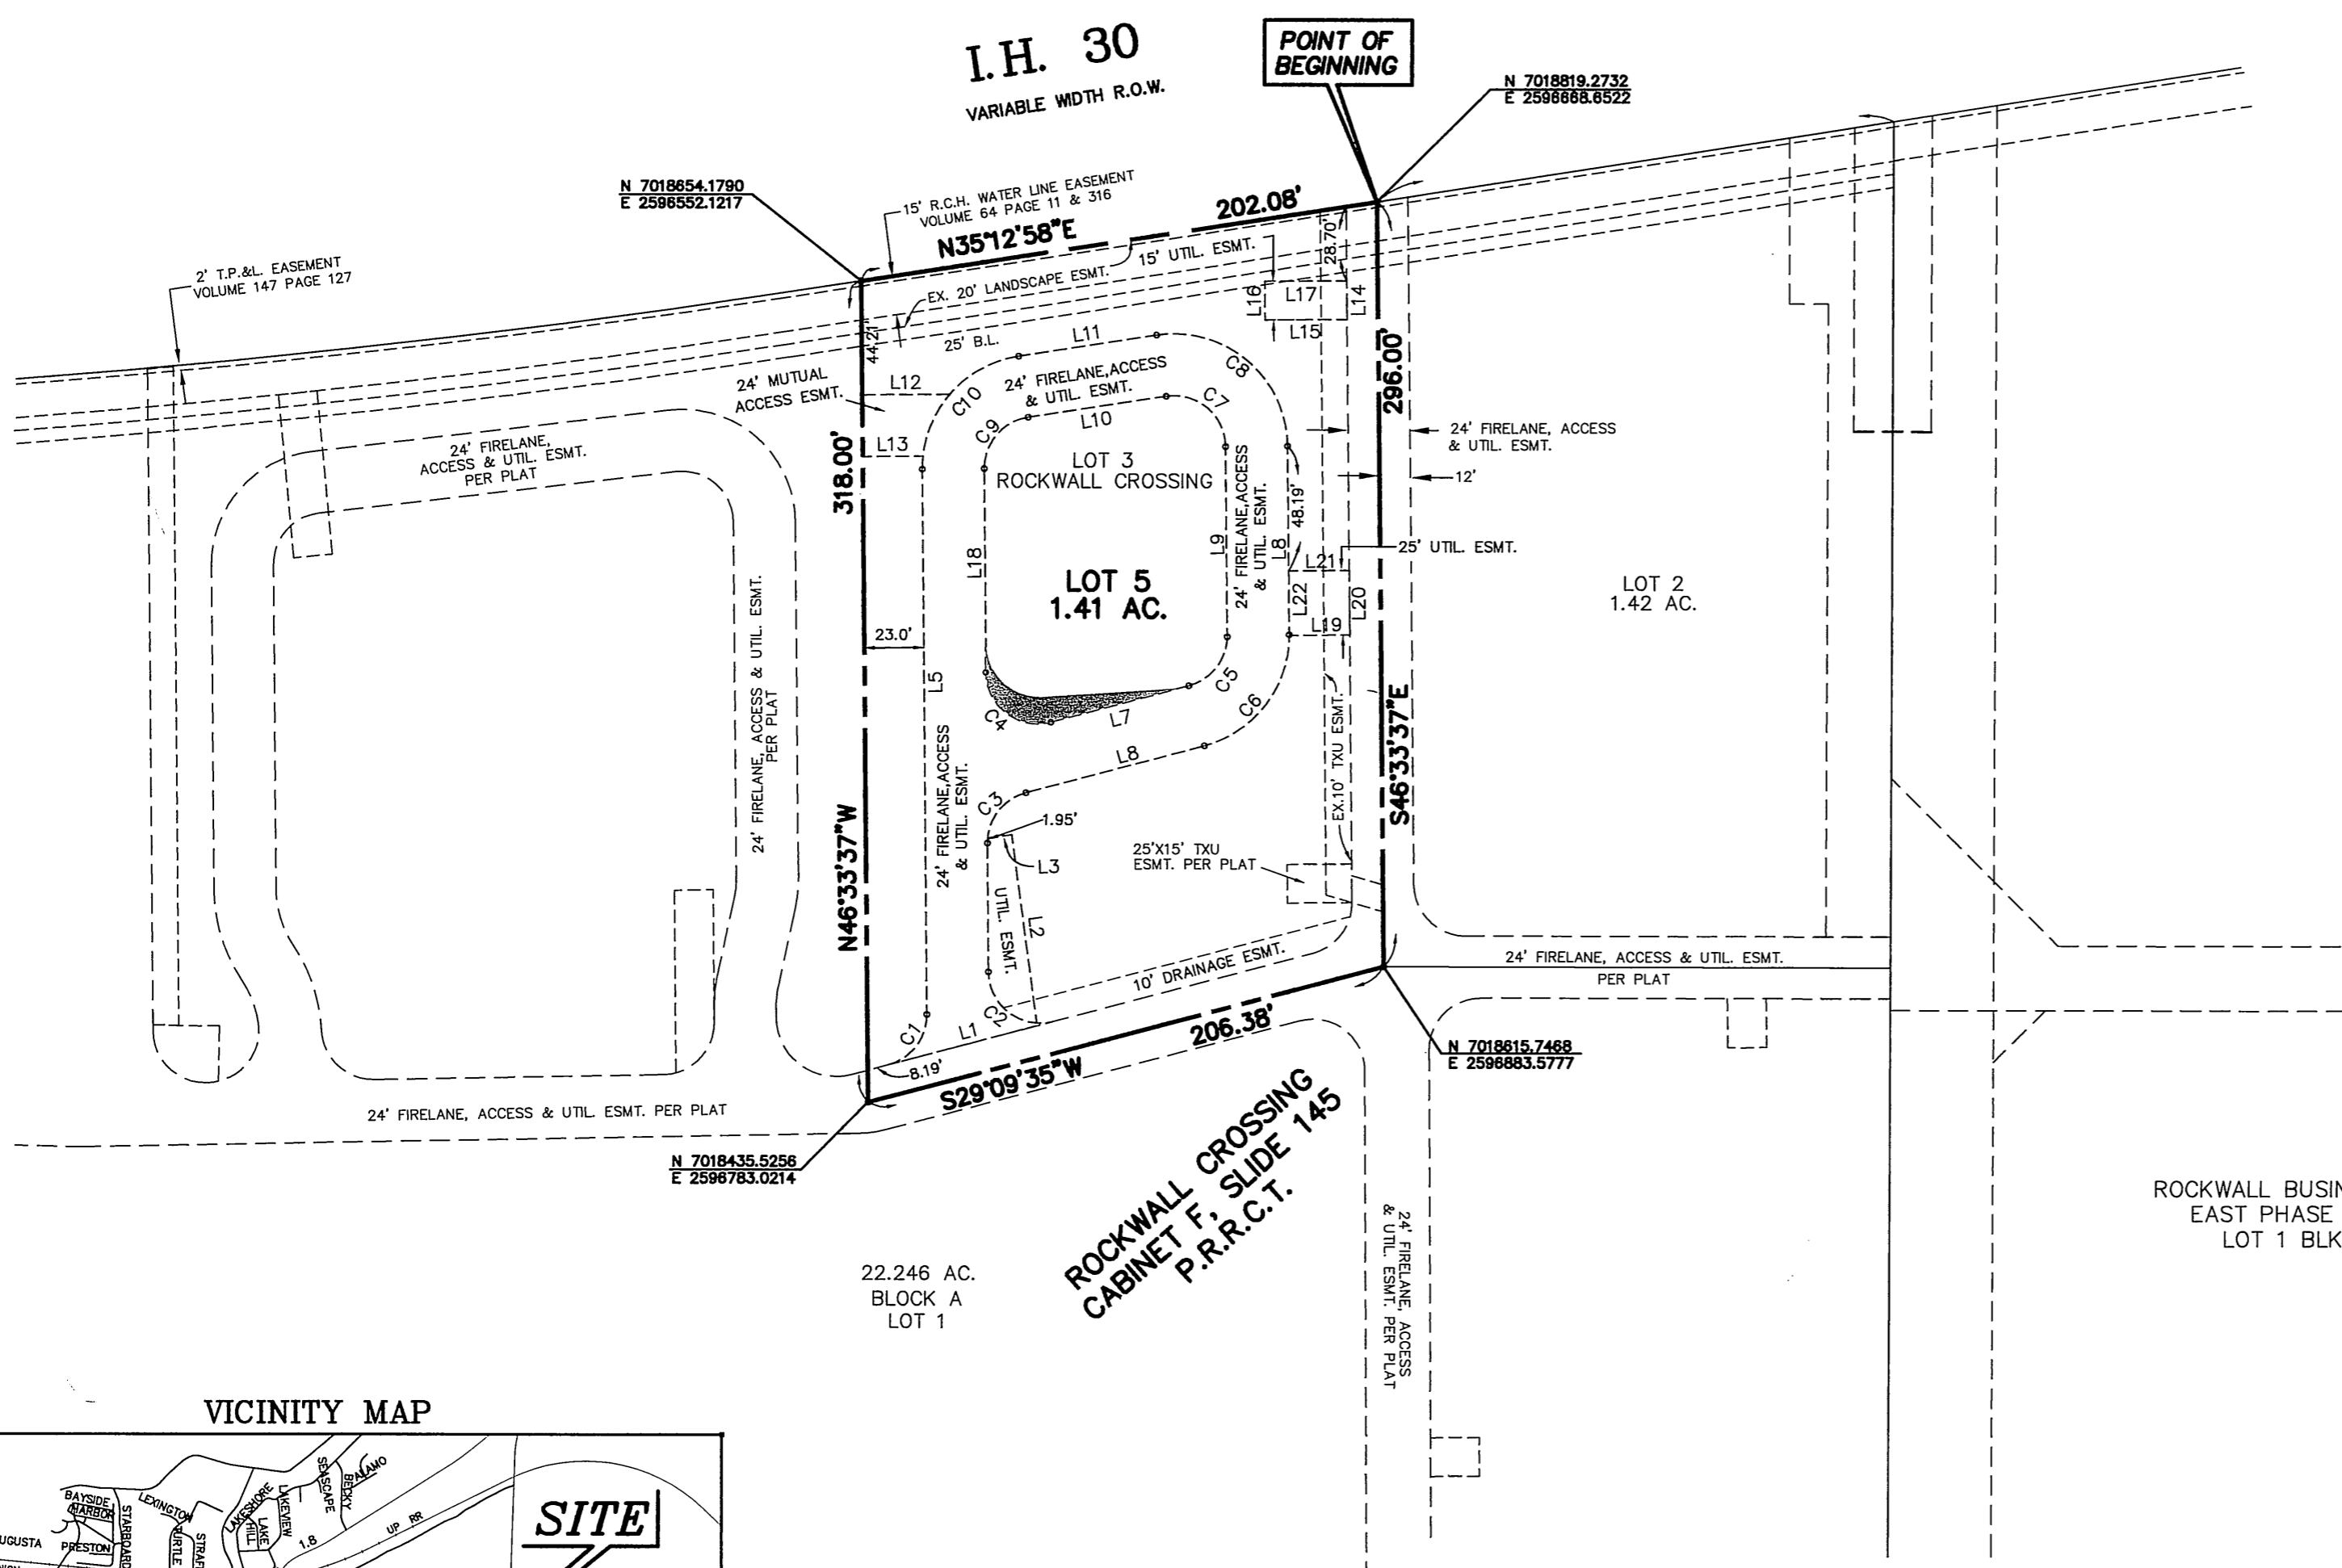 I.H. 30
VARIABLE WIDTH R.O.W.
POINT OF
BEGINNING
N 7018819.2732
E 2596668.6522
N 7018654.1790
E 2596552.1217
15' R.C.H. WATER LINE EASEMENT
VOLUME 64 PAGE 11 & 316
N35°12'58"E
202.08'
2' T.P.&L. EASEMENT
VOLUME 147 PAGE 127
EX. 20' LANDSCAPE ESMT.
15' UTIL. ESMT.
28.70'
L16
L17
L14
L15
44.21'
25' B.L.
L11
24' MUTUAL
ACCESS ESMT.
L12
C10
24' FIRELANE,ACCESS
& UTIL. ESMT.
C8
C7
C9
L10
L13
296.00'
24' FIRELANE, ACCESS
& UTIL. ESMT.
12'
24' FIRELANE,
ACCESS & UTIL. ESMT.
PER PLAT
318.00'
LOT 3
ROCKWALL CROSSING
24' FIRELANE,ACCESS
& UTIL. ESMT.
48.19'
L9
L8
L18
L21
25' UTIL. ESMT.
LOT 5
1.41 AC.
L22
L20
L19
LOT 2
1.42 AC.
23.0'
24' FIRELANE, ACCESS & UTIL. ESMT.
PER PLAT
L5
C4
L7
C5
C6
L8
EX.10' TXU ESMT.
S46°33'37"E
N46°33'37"W
24' FIRELANE,ACCESS
& UTIL. ESMT.
C3
1.95'
L3
25'X15' TXU
ESMT. PER PLAT
UTIL. ESMT.
L2
10' DRAINAGE ESMT.
24' FIRELANE, ACCESS & UTIL. ESMT.
PER PLAT
C1
L1
C2
8.19'
S29°09'35"W
206.38'
N 7018615.7468
E 2596883.5777
24' FIRELANE, ACCESS & UTIL. ESMT. PER PLAT
N 7018435.5256
E 2596783.0214
ROCKWALL CROSSING
CABINET F, SLIDE 145
P.R.R.C.T.
24' FIRELANE, ACCESS
& UTIL. ESMT. PER PLAT
ROCKWALL BUSIN
EAST PHASE
LOT 1 BLK
22.246 AC.
BLOCK A
LOT 1
VICINITY MAP
SITE
BAYSIDE
HARBOR
STARBOARD
LEXINGTON
LAKESHORE
LAKEVIEW
LAKE
HILL
SEASCAPE
BECKY
ALAMO
UP RR
1.8
UGUSTA
PRESTON
TURTLE
STRAF